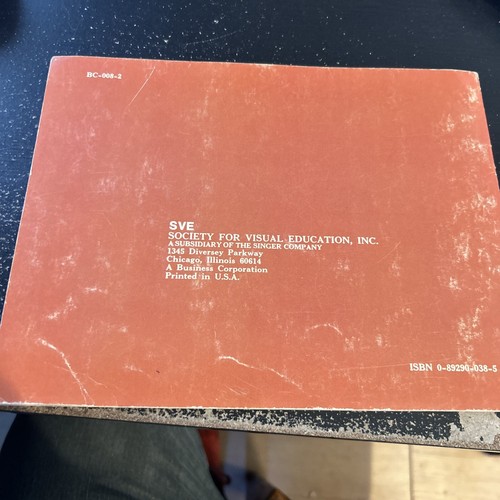 BC-008-2
SVE
SOCIETY FOR VISUAL EDUCATION, INC.
A SUBSIDIARY OF THE SINGER COMPANY
1345 Diversey Parkway
Chicago, Illinois 60614
A Business Corporation
Printed in U.S.A.
ISBN 0-89290-038-5